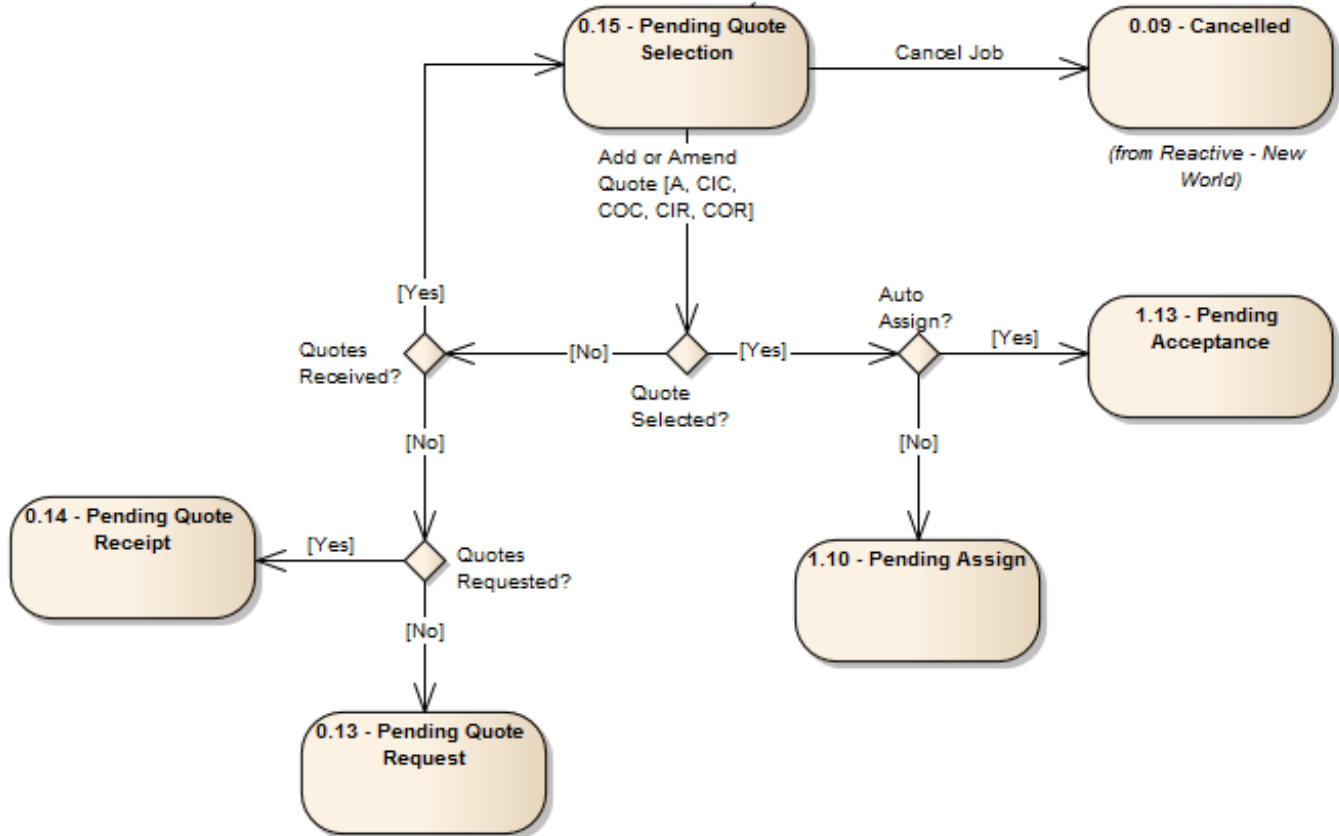 0.15 - Pending Quote
Selection
Cancel Job
0.09 - Cancelled
(from Reactive - New
World)
Add or Amend
Quote [A, CIC,
COC, CIR, COR]
[Yes]
Quotes
Received?
[No]
Quote
Selected?
[Yes]
Auto
Assign?
[Yes]
1.13 - Pending
Acceptance
[No]
[No]
1.10 - Pending Assign
0.14 - Pending Quote
Receipt
[Yes]
Quotes
Requested?
[No]
0.13 - Pending Quote
Request